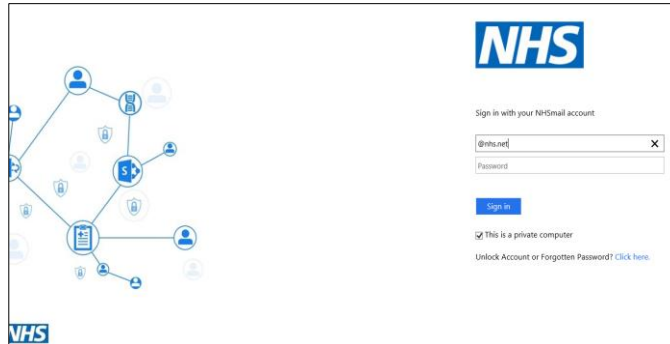 NHS
Sign in with your NHSmail account
@nhs.net
Password
Sign in
This is a private computer
Unlock Account or Forgotten Password? Click here.
S
NHS